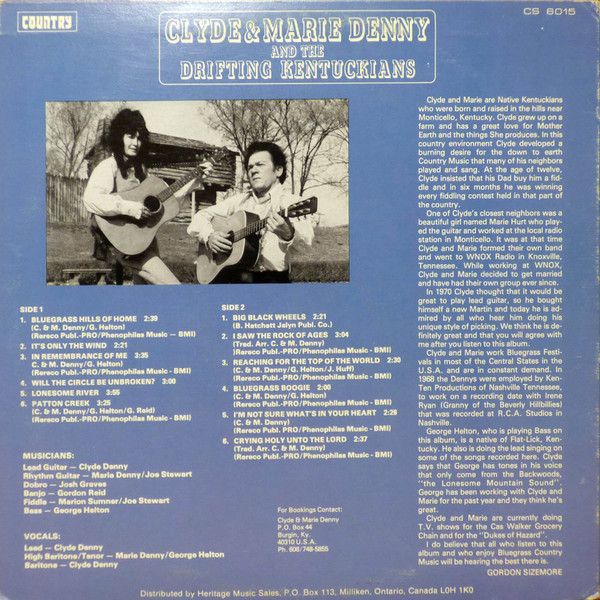 COUNTRY
CS 6015
CLYDE & MARIE DENNY
AND THE
DRIFTING KENTUCKIANS
SIDE 1
1. BLUEGRASS HILLS OF HOME 2:39
(C. & M. Denny/G. Helton)
(Reraco Publ.-PRO/Phenophilas Music — BMI)
2. IT'S ONLY THE WIND 2:21
3. IN REMEMBRANCE OF ME 3:35
(C. & M. Denny/G. Helton)
(Reraco Publ.-PRO/Phenophilas Music - BMI)
4. WILL THE CIRCLE BE UNBROKEN? 3:00
5. LONESOME RIVER 3:55
6. PATTON CREEK 3:25
(C. & M. Denny/G. Helton/G. Raid)
(Reraco Publ.-PRO/Phenophilas Music - BMI)
SIDE 2
1. BIG BLACK WHEELS 2:21
(B. Hatchett Jalyn Publ. Co.)
2. I SAW THE ROCK OF AGES 3:04
(Trad. Arr. C. & M. Denny)
(Reraco Publ.-PRO/Phenophilas Music - BMI)
3. REACHING FOR THE TOP OF THE WORLD 2:30
(C. & M. Denny/G. Helton/J. Huff)
(Reraco Publ.-PRO/Phenophilas Music - BMI)
4. BLUEGRASS BOOGIE 2:00
(C. & M. Denny/G. Helton)
(Reraco Publ.-PRO/Phenophilas Music - BMI)
5. I'M NOT SURE WHAT'S IN YOUR HEART 2:26
(C. & M. Denny)
(Reraco Publ. PRO/Phenophilas Music - BMI)
6. CRYING HOLY UNTO THE LORD 2:37
(Trad. Arr. C. & M. Denny)
(Reraco Publ.-PRO/Phenophilas Music - BMI)
MUSICIANS:
Lead Guitar — Clyde Denny
Rhythm Guitar — Marie Denny/Joe Stewart
Dobro — Josh Graves
Banjo — Gordon Reid
Fiddle — Marion Sumner/Joe Stewart
Bass — George Helton
VOCALS:
Lead — Clyde Denny
High Baritone/Tenor — Marie Denny/George Helton
Baritone — Clyde Denny
For Bookings Contact:
Clyde & Marie Denny
P.O. Box 44
Burgin, Ky.
40310 U.S.A.
Ph. 606/748-5855
Clyde and Marie are Native Kentuckians
who were born and raised in the hills near
Monticello, Kentucky. Clyde grew up on a
farm and has a great love for Mother
Earth and the things She produces. In this
country environment Clyde developed a
burning desire for the down to earth
Country Music that many of his neighbors
played and sang. At the age of twelve,
Clyde insisted that his Dad buy him a fid-
dle and in six months he was winning
every fiddling contest held in that part of
the country.
One of Clyde's closest neighbors was a
beautiful girl named Marie Hurt who play-
ed the guitar and worked at the local radio
station in Monticello. It was at that time
Clyde and Marie formed their own band
and went to WNOX Radio in Knoxville,
Tennessee. While working at WNOX,
Clyde and Marie decided to get married
and have had their own group ever since.
In 1970 Clyde thought that it would be
great to play lead guitar, so he bought
himself a new Martin and today he is ad-
mired by all who hear him doing his
unique style of picking. We think he is de-
finitely great and that you will agree with
me after you listen to this album.
Clyde and Marie work Bluegrass Festi-
vals in most of the Central States in the
U.S.A. and are in constant demand. In
1968 the Dennys were employed by Ken-
Ten Productions of Nashville Tennessee,
to work on a recording date with Irene
Ryan (Granny of the Beverly Hillbillies)
that was recorded at R.C.A. Studios in
Nashville.
George Helton, who is playing Bass on
this album, is a native of Flat-Lick, Ken-
tucky. He also is doing the lead singing on
some of the songs recorded here. Clyde
says that George has tones in his voice
that only come from the Backwoods,
"the Lonesome Mountain Sound".
George has been working with Clyde and
Marie for the past year and they think he's
great.
Clyde and Marie are currently doing
T.V. shows for the Cas Walker Grocery
Chain and for the "Dukes of Hazard".
I do believe that all who listen to this
album and who enjoy Bluegrass Country
Music will be hearing the best there is.
GORDON SIZEMORE
Distributed by Heritage Music Sales, P.O. Box 113, Milliken, Ontario, Canada L0H 1K0